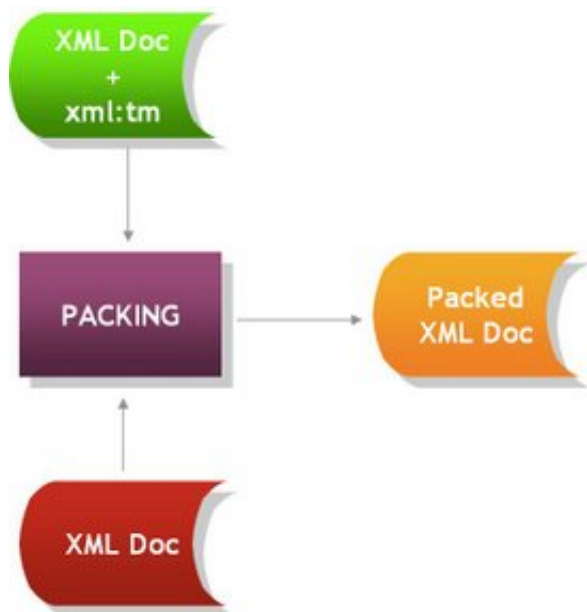 XML Doc
+
xml:tm
PACKING
Packed
XML Doc
XML Doc